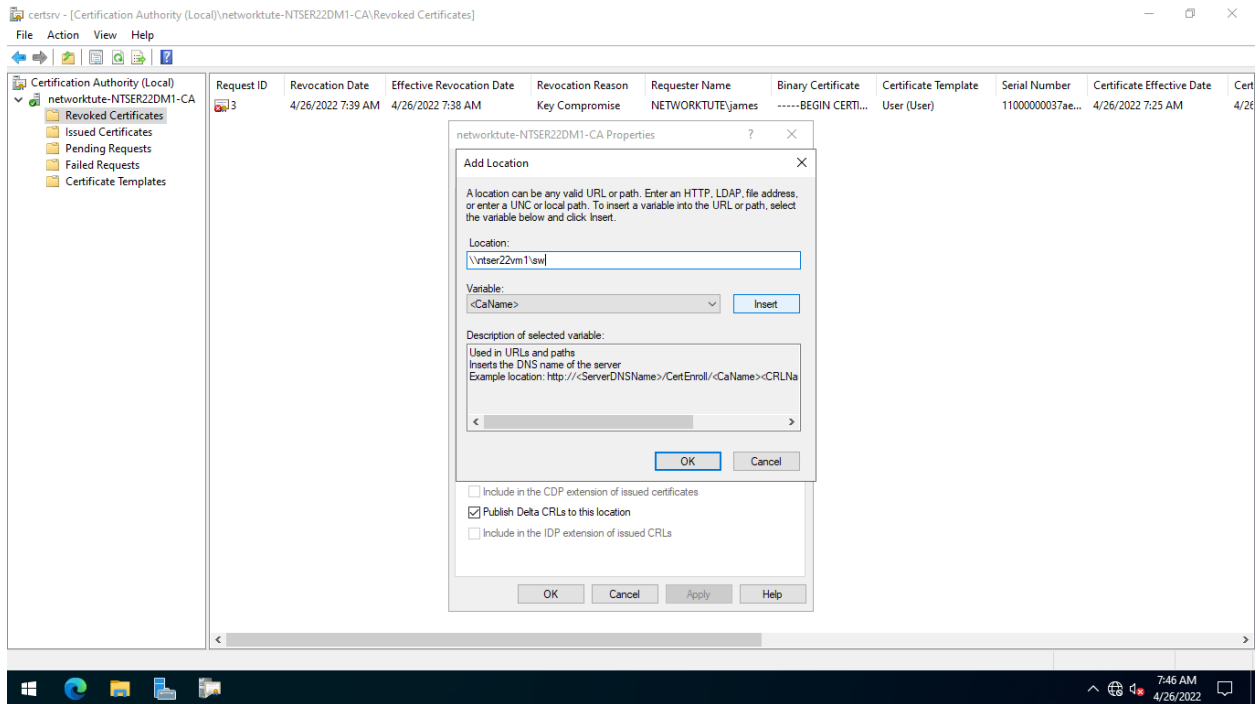 certsrv - [Certification Authority (Local)\networktute-NTSER22DM1-CA\Revoked Certificates]
File Action View Help
Certification Authority (Local)
networktute-NTSER22DM1-CA
Revoked Certificates
Issued Certificates
Pending Requests
Failed Requests
Certificate Templates
Request ID Revocation Date Effective Revocation Date Revocation Reason Requester Name Binary Certificate Certificate Template Serial Number Certificate Effective Date Cert
3 4/26/2022 7:39 AM 4/26/2022 7:38 AM Key Compromise NETWORKTUTE\james -----BEGIN CERTI... User (User) 11000000037ae... 4/26/2022 7:25 AM 4/26
networktute-NTSER22DM1-CA Properties ?
Add Location
A location can be any valid URL or path. Enter an HTTP, LDAP, file address,
or enter a UNC or local path. To insert a variable into the URL or path, select
the variable below and click Insert.
Location:
\\ntser22vm1\sw
Variable:
<CaName> Insert
Description of selected variable:
Used in URLs and paths
Inserts the DNS name of the server
Example location: http://<ServerDNSName>/CertEnroll/<CaName><CRLNa
OK Cancel
Include in the CDP extension of issued certificates
Publish Delta CRLs to this location
Include in the IDP extension of issued CRLs
OK Cancel Apply Help
7:46 AM
4/26/2022